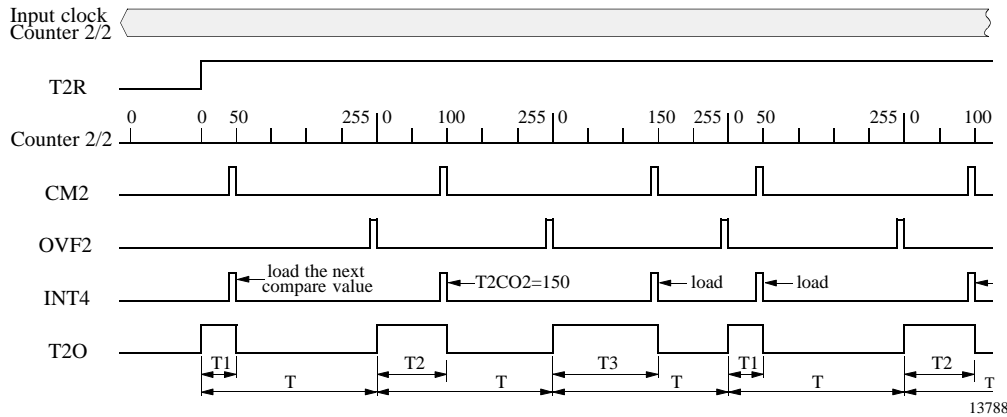 Input clock
Counter 2/2
T2R
0 0 50 255 0 100 255 0 150 255 0 50 255 0 100
Counter 2/2
CM2
OVF2
INT4
load the next
compare value
T2CO2=150
load
load
T2O
T1 T2 T3 T1 T2
T T T T T
13788